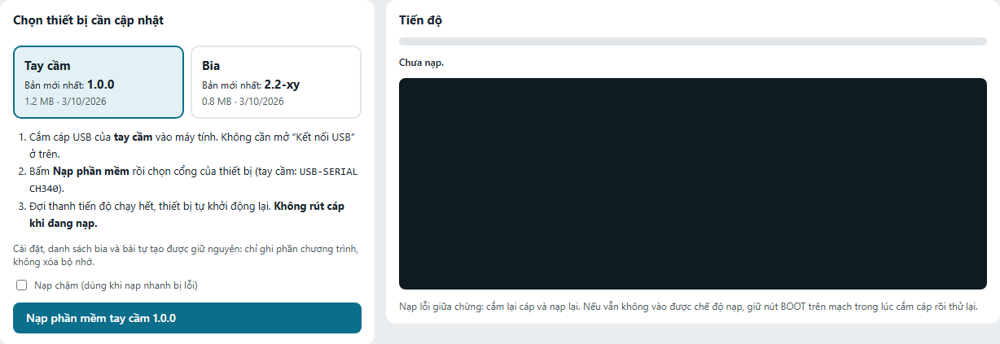 Chọn thiết bị cần cập nhật
Tay cầm
Bản mới nhất: 1.0.0
1.2 MB · 3/10/2026
Bia
Bản mới nhất: 2.2-xy
0.8 MB · 3/10/2026
1. Cắm cáp USB của tay cầm vào máy tính. Không cần mở “Kết nối USB”
ở trên.
2. Bấm Nạp phần mềm rồi chọn cổng của thiết bị (tay cầm: USB-SERIAL
CH340).
3. Đợi thanh tiến độ chạy hết, thiết bị tự khởi động lại. Không rút cáp
khi đang nạp.
Cài đặt, danh sách bia và bài tự tạo được giữ nguyên: chỉ ghi phần chương trình,
không xóa bộ nhớ.
Nạp chậm (dùng khi nạp nhanh bị lỗi)
Nạp phần mềm tay cầm 1.0.0
Tiến độ
Chưa nạp.
Nạp lỗi giữa chừng: cắm lại cáp và nạp lại. Nếu vẫn không vào được chế độ nạp, giữ nút BOOT trên mạch trong lúc cắm cáp rồi thử lại.